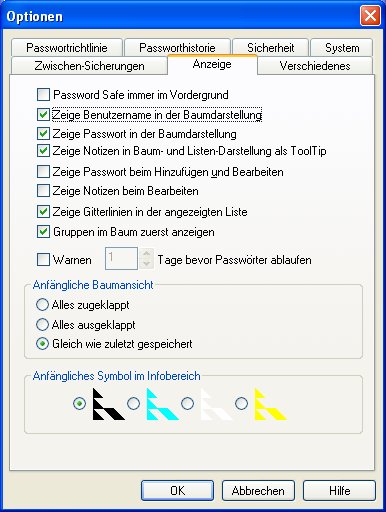 Optionen
Passwortrichtlinie Passworthistorie Sicherheit System
Zwischen-Sicherungen Anzeige Verschiedenes
Password Safe immer im Vordergrund
Zeige Benutzername in der Baumdarstellung
Zeige Passwort in der Baumdarstellung
Zeige Notizen in Baum- und Listen-Darstellung als ToolTip
Zeige Passwort beim Hinzufügen und Bearbeiten
Zeige Notizen beim Bearbeiten
Zeige Gitterlinien in der angezeigten Liste
Gruppen im Baum zuerst anzeigen
Warnen 1 Tage bevor Passwörter ablaufen
Anfängliche Baumansicht
Alles zugeklappt
Alles ausgeklappt
Gleich wie zuletzt gespeichert
Anfängliches Symbol im Infobereich
OK Abbrechen Hilfe